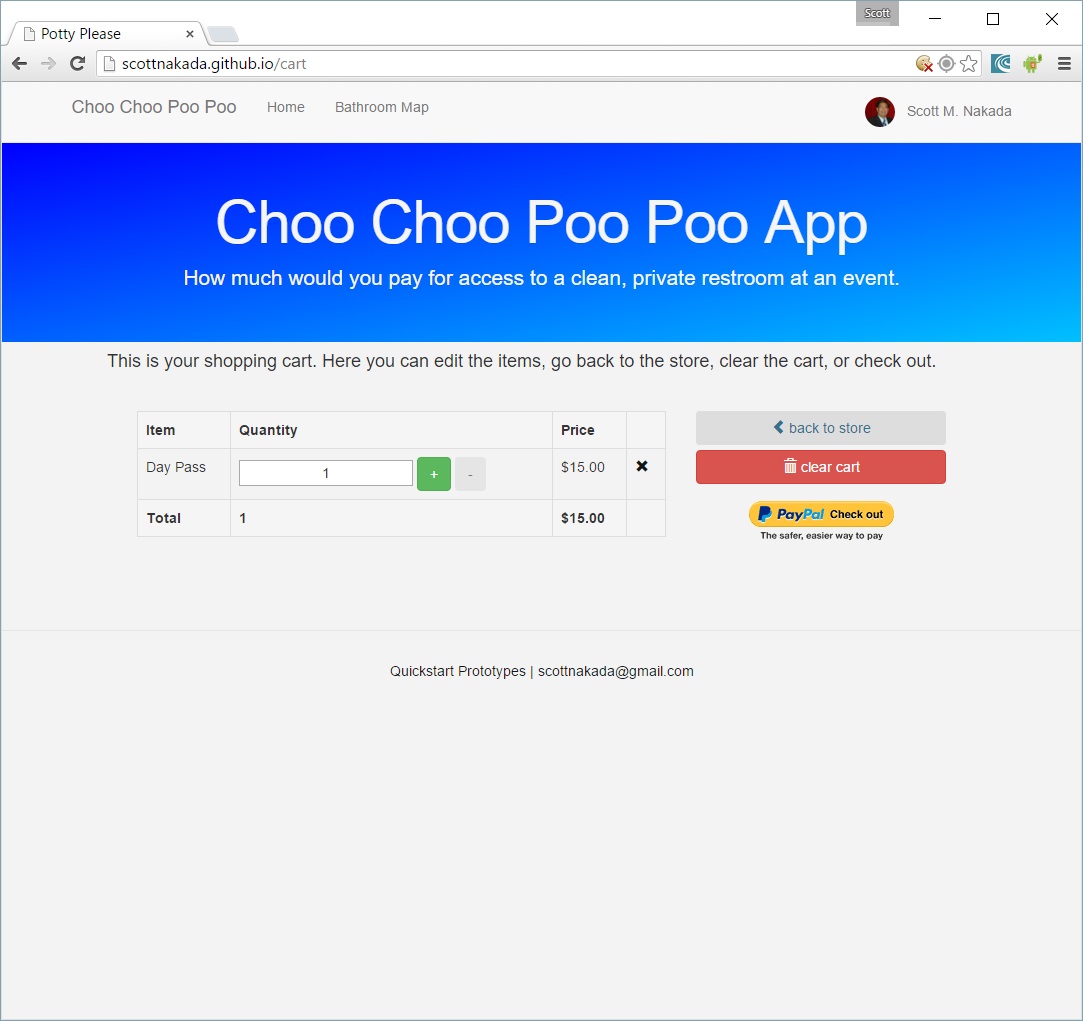 Scott
Potty Please
scottnakada.github.io/cart
Choo Choo Poo Poo Home Bathroom Map Scott M. Nakada
Choo Choo Poo Poo App
How much would you pay for access to a clean, private restroom at an event.
This is your shopping cart. Here you can edit the items, go back to the store, clear the cart, or check out.
Item Quantity Price
Day Pass 1 + - $15.00
Total 1 $15.00
back to store
clear cart
PayPal Check out
The safer, easier way to pay
Quickstart Prototypes | scottnakada@gmail.com